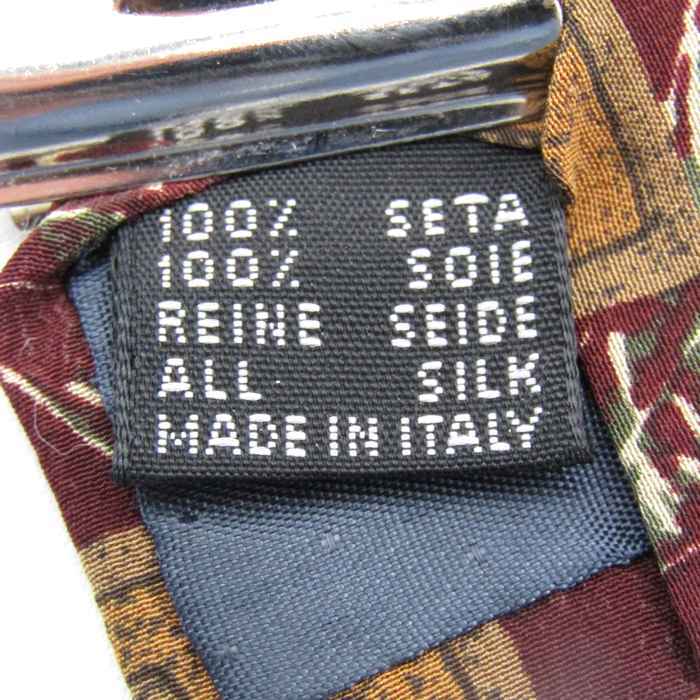 100% SETA
100% SOIE
REINE SEIDE
ALL SILK
MADE IN ITALY